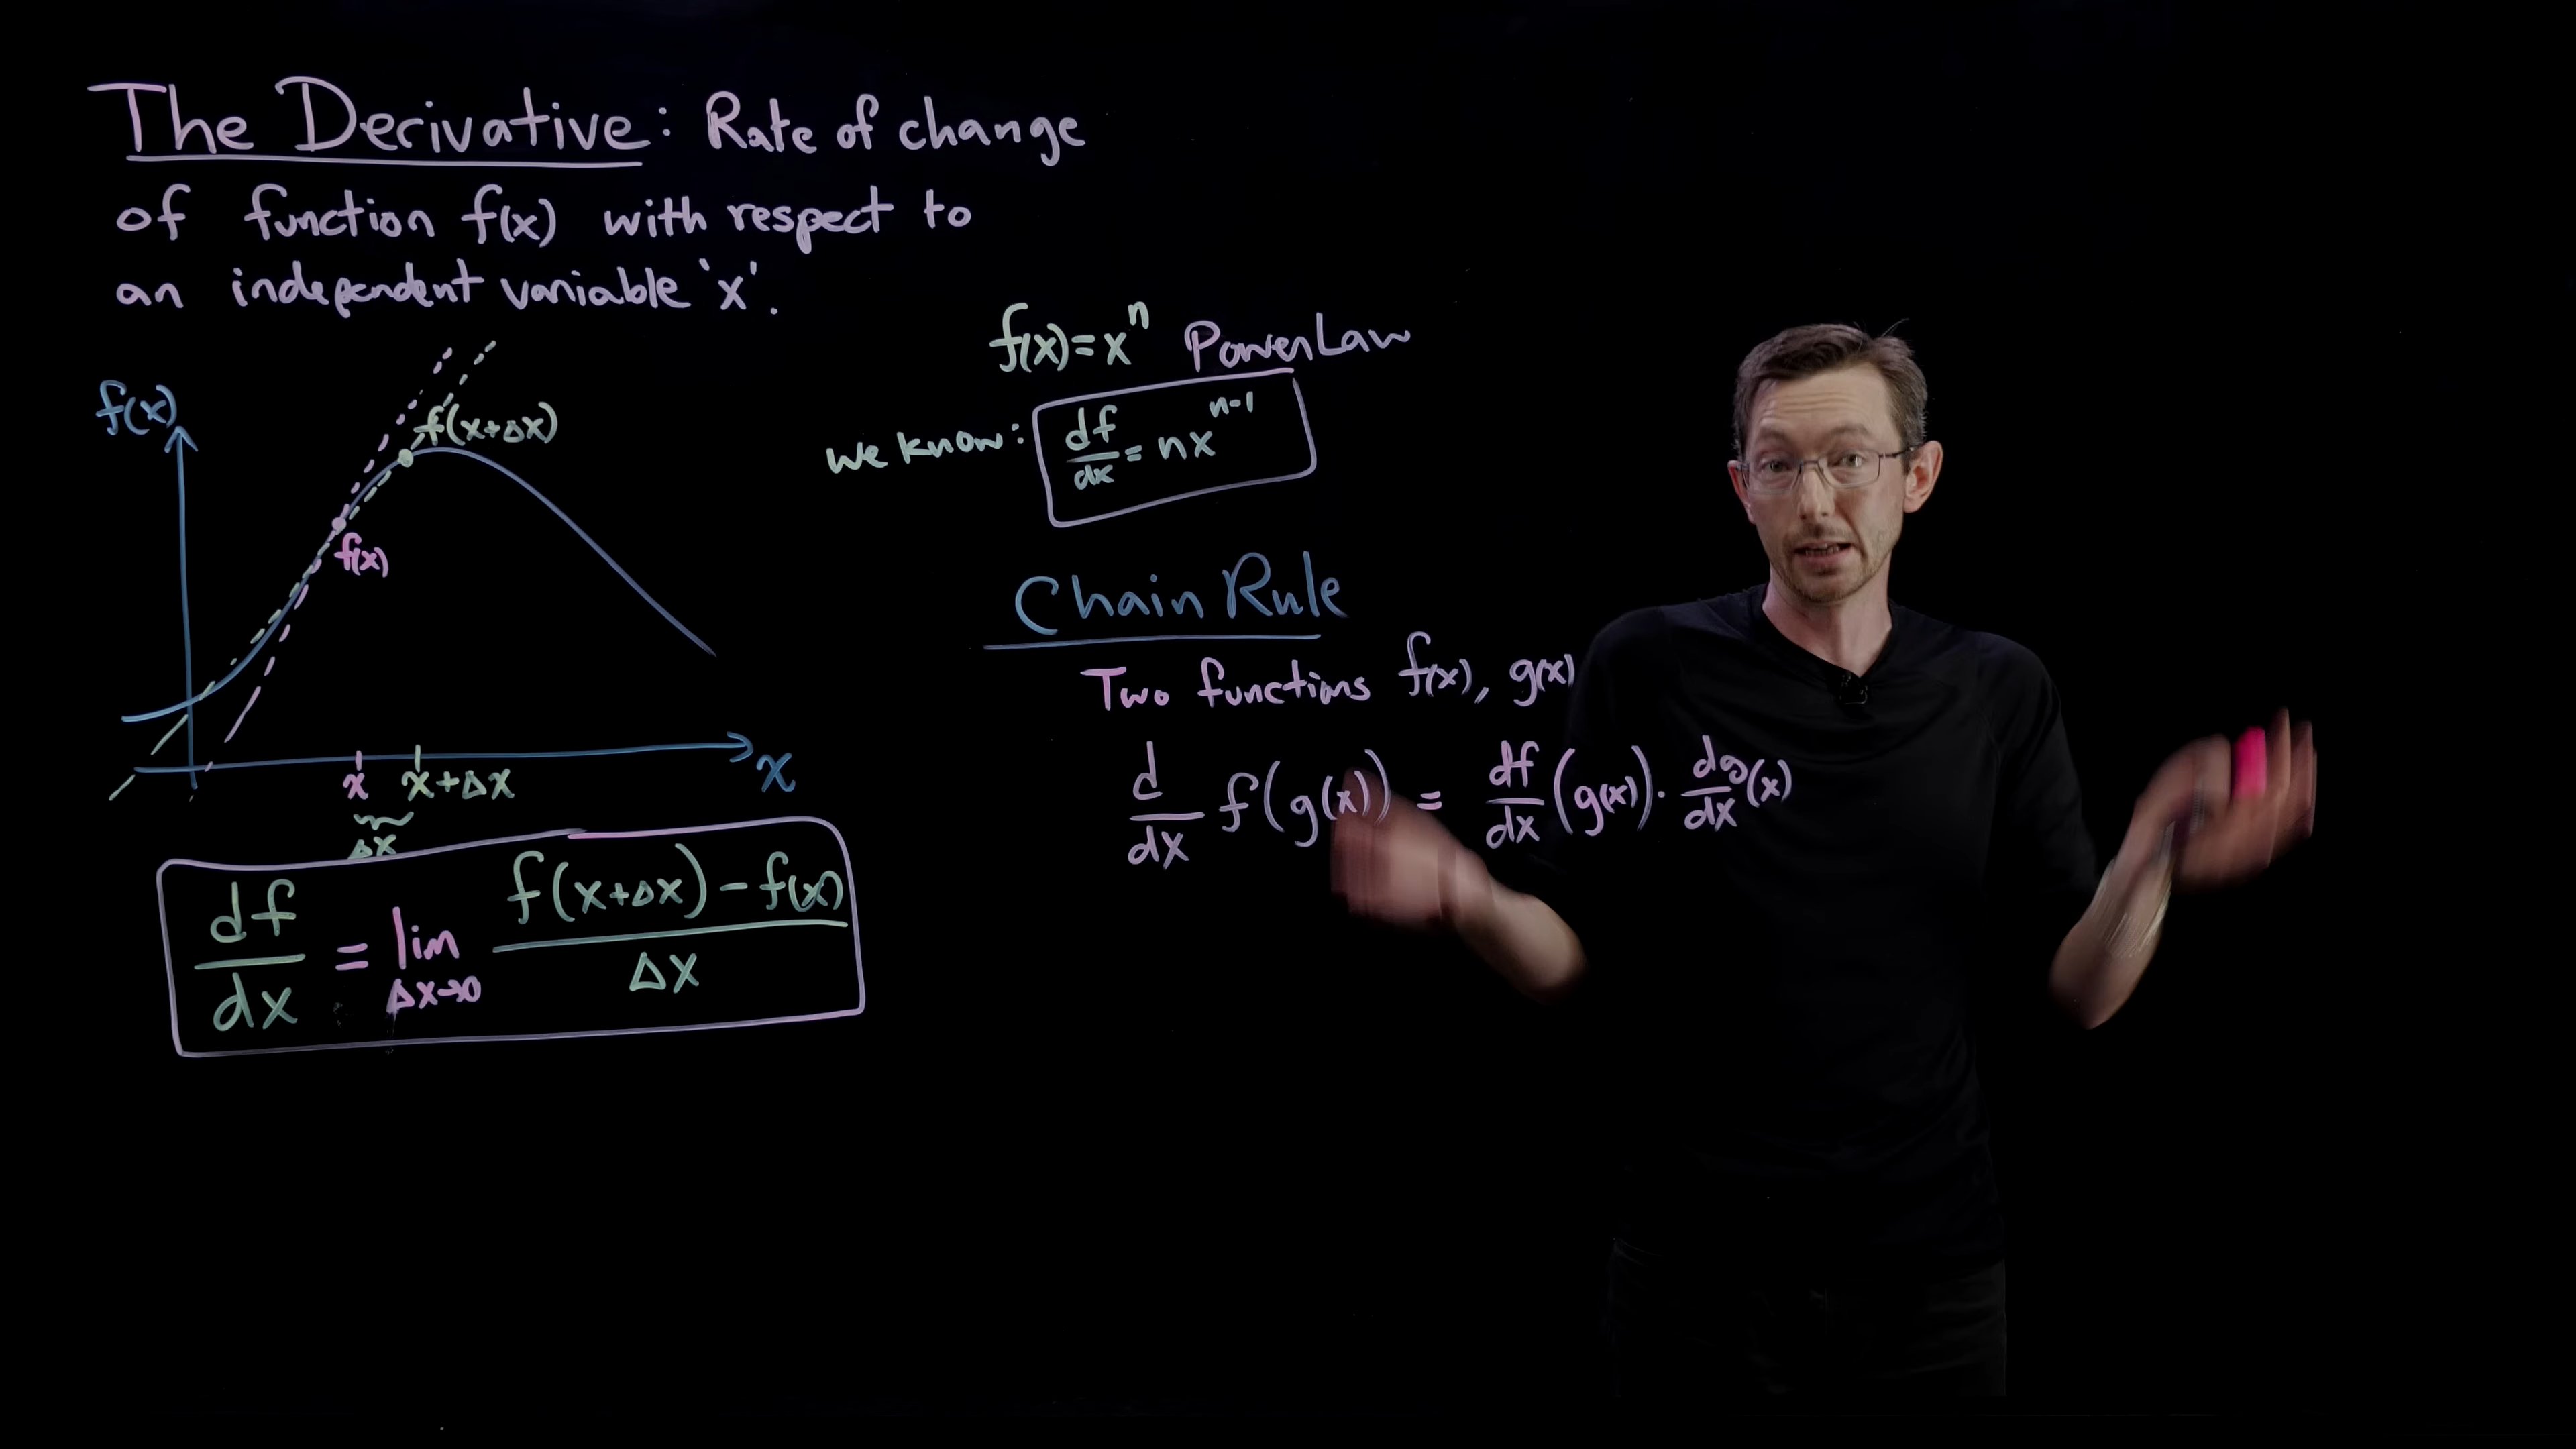 The Derivative: Rate of change
of function f(x) with respect to
an independent variable 'x'.
f(x)
f(x+Δx)
f(x)
x
x+Δx
x
Δx
df/dx = lim Δx→0 (f(x+Δx) - f(x))/Δx
f(x)=x^n Power Law
we know: df/dx = nx^(n-1)
Chain Rule
Two functions f(x), g(x)
d/dx f(g(x)) = df/dx (g(x)) · dg/dx (x)